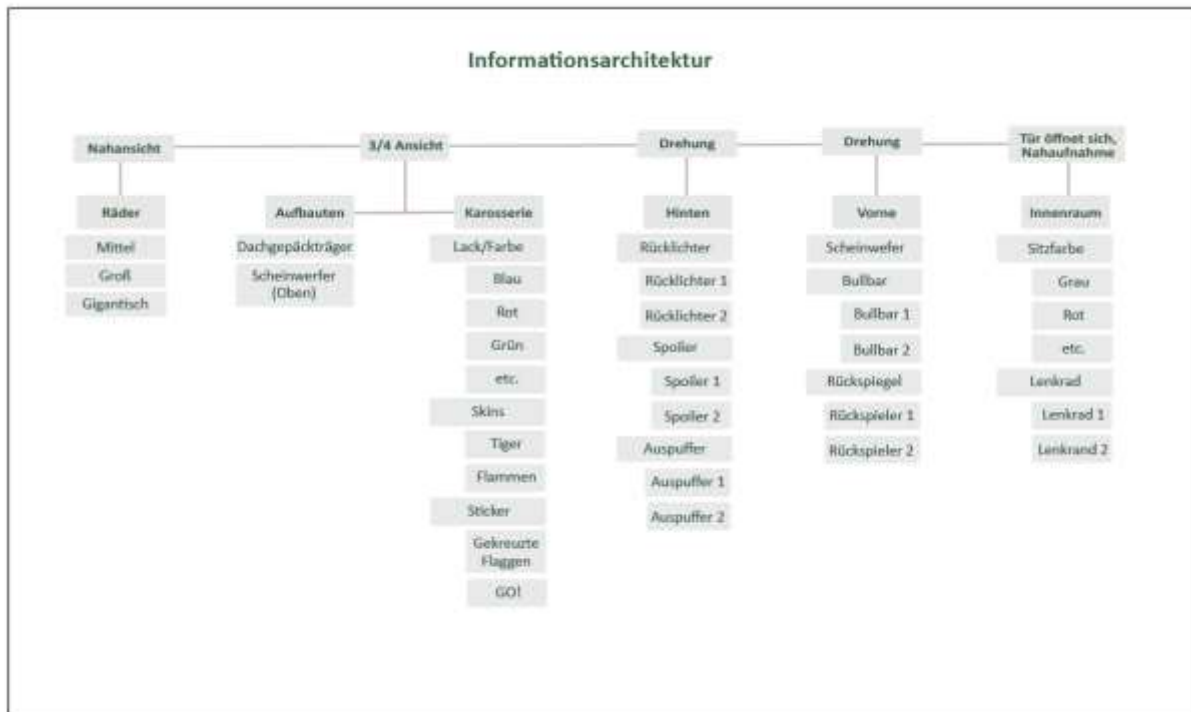 Informationsarchitektur
Nahansicht
3/4 Ansicht
Drehung
Drehung
Tür öffnet sich,
Nahaufnahme
Räder
Mittel
Groß
Gigantisch
Aufbauten
Dachgepäckträger
Scheinwerfer
(Oben)
Karosserie
Lack/Farbe
Blau
Rot
Grün
etc.
Skins
Tiger
Flammen
Sticker
Gekreuzte
Flaggen
GO!
Hinten
Rücklichter
Rücklichter 1
Rücklichter 2
Spoiler
Spoiler 1
Spoiler 2
Auspuffer
Auspuffer 1
Auspuffer 2
Vorne
Scheinwefer
Bullbar
Bullbar 1
Bullbar 2
Rückspiegel
Rückspieler 1
Rückspieler 2
Innenraum
Sitzfarbe
Grau
Rot
etc.
Lenkrad
Lenkrad 1
Lenkrand 2